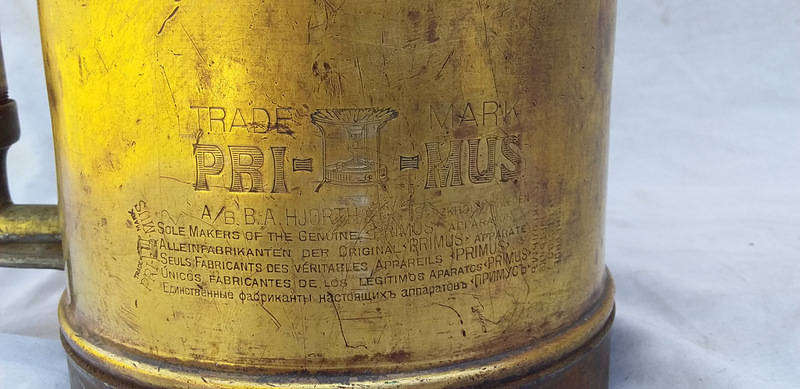 TRADE MARK
PRI-MUS
A/B. B.A. HJORTH
SOLE MAKERS OF THE GENUINE "PRIMUS" APPARATUS
ALLEINFABRIKANTEN DER ORIGINAL "PRIMUS" APPARATE
SEULS FABRICANTS DES VÉRITABLES APPAREILS "PRIMUS"
UNICOS FABRICANTES DE LOS LEGITIMOS APARATOS "PRIMUS"
Единственные фабриканты настоящихъ аппаратовъ "ПРИМУСЪ"